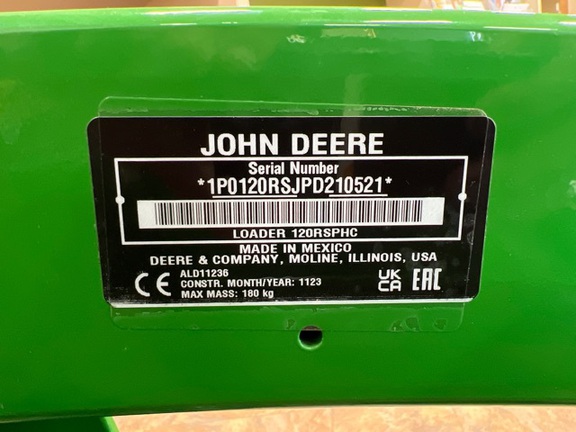 JOHN DEERE
Serial Number
*1P0120RSJPD210521*
LOADER 120RSPHC
MADE IN MEXICO
DEERE & COMPANY, MOLINE, ILLINOIS, USA
ALD11236
CONSTR. MONTH/YEAR: 1123
MAX MASS: 180 kg
CE
UK
CA
EAC